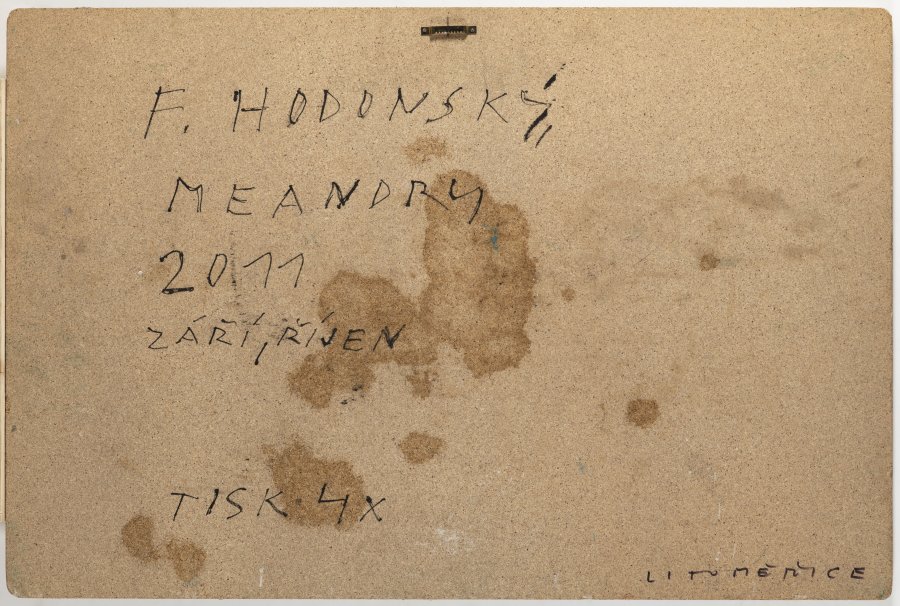 F. HODONSKÝ,
MEANDRY
2011
ZÁŘÍ, ŘÍJEN
TISK 4x
LITOMĚŘICE